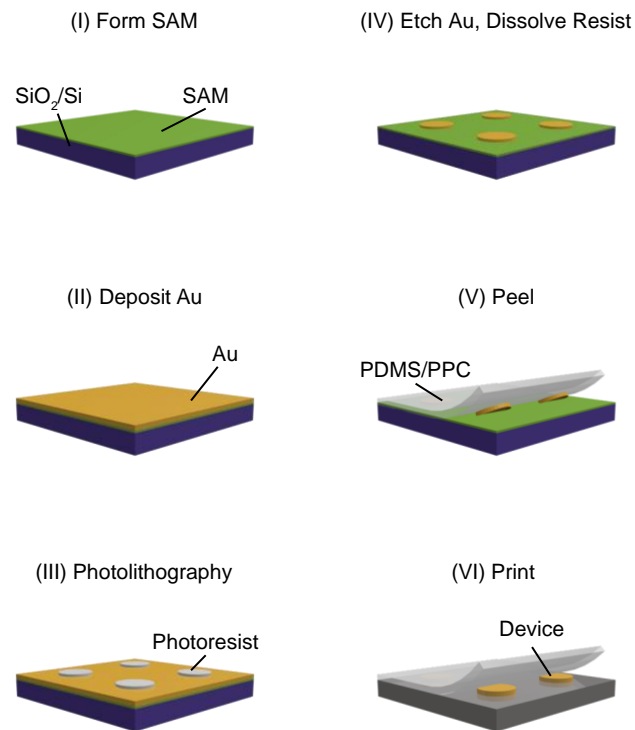 (I) Form SAM
SiO₂/Si
SAM
(II) Deposit Au
Au
(III) Photolithography
Photoresist
(IV) Etch Au, Dissolve Resist
(V) Peel
PDMS/PPC
(VI) Print
Device